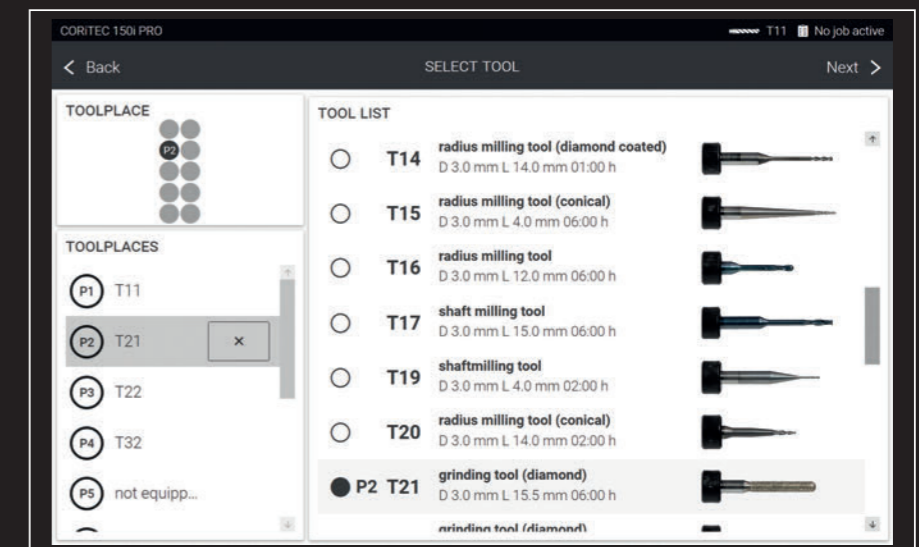 CORiTEC 150i PRO
T11 No job active
Back
SELECT TOOL
Next
TOOLPLACE
P2
TOOLPLACES
P1 T11
P2 T21 ×
P3 T22
P4 T32
P5 not equipp...
TOOL LIST
T14 radius milling tool (diamond coated)
D 3.0 mm L 14.0 mm 01:00 h
T15 radius milling tool (conical)
D 3.0 mm L 4.0 mm 06:00 h
T16 radius milling tool
D 3.0 mm L 12.0 mm 06:00 h
T17 shaft milling tool
D 3.0 mm L 15.0 mm 06:00 h
T19 shaftmilling tool
D 3.0 mm L 4.0 mm 02:00 h
T20 radius milling tool (conical)
D 3.0 mm L 14.0 mm 02:00 h
P2 T21 grinding tool (diamond)
D 3.0 mm L 15.5 mm 06:00 h
grinding tool (diamond)